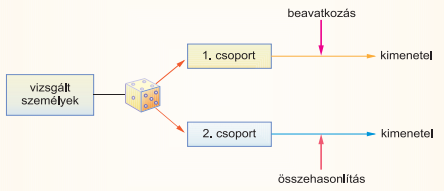 beavatkozás
1. csoport
kimenetel
vizsgált
személyek
2. csoport
kimenetel
összehasonlítás